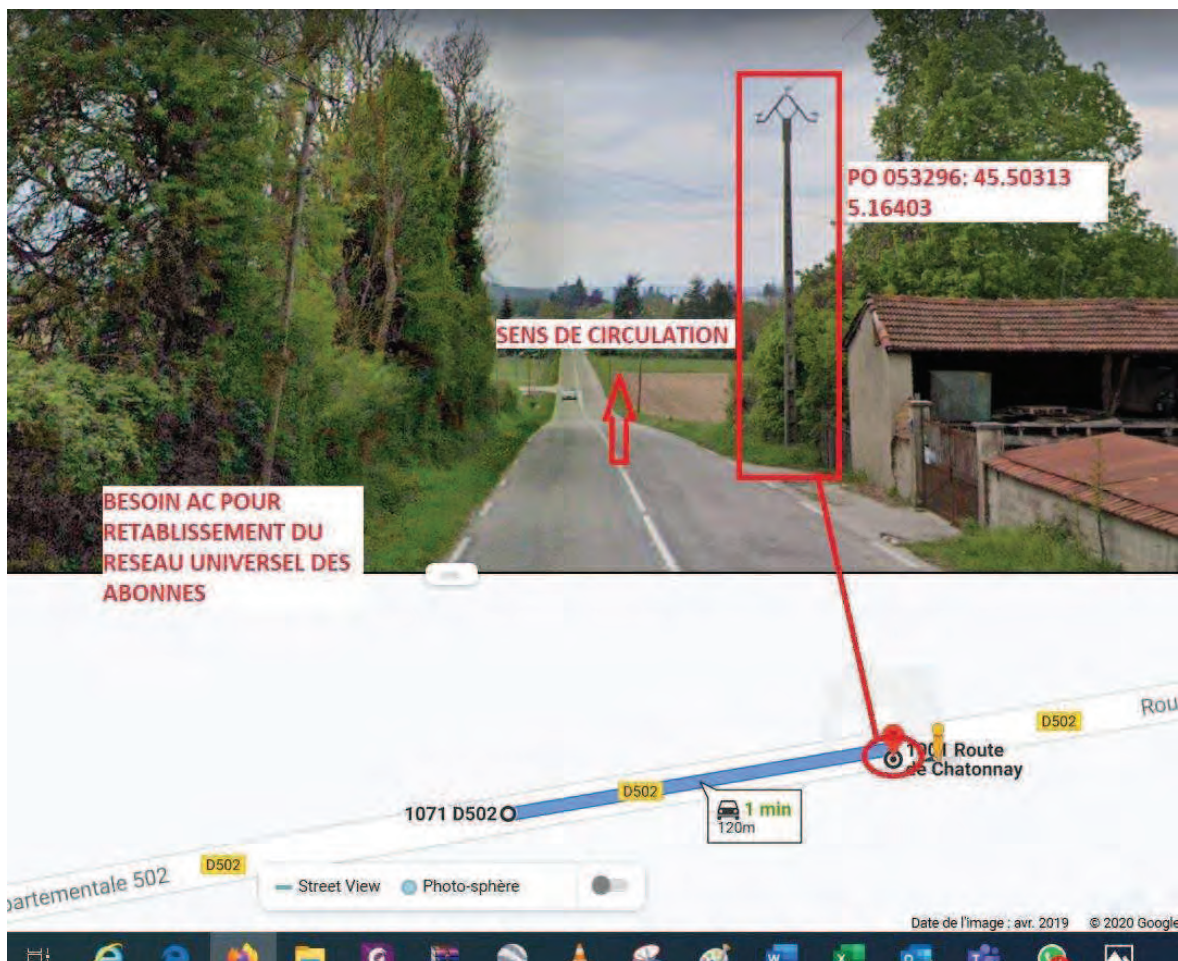 PO 053296: 45.50313
5.16403
SENS DE CIRCULATION
BESOIN AC POUR
RETABLISSEMENT DU
RESEAU UNIVERSEL DES
ABONNES
Rou
D502
1001 Route
de Chatonnay
D502
1 min
120m
1071 D502
D502
partementale 502
Street View
Photo-sphère
Date de l'image : avr. 2019 © 2020 Google